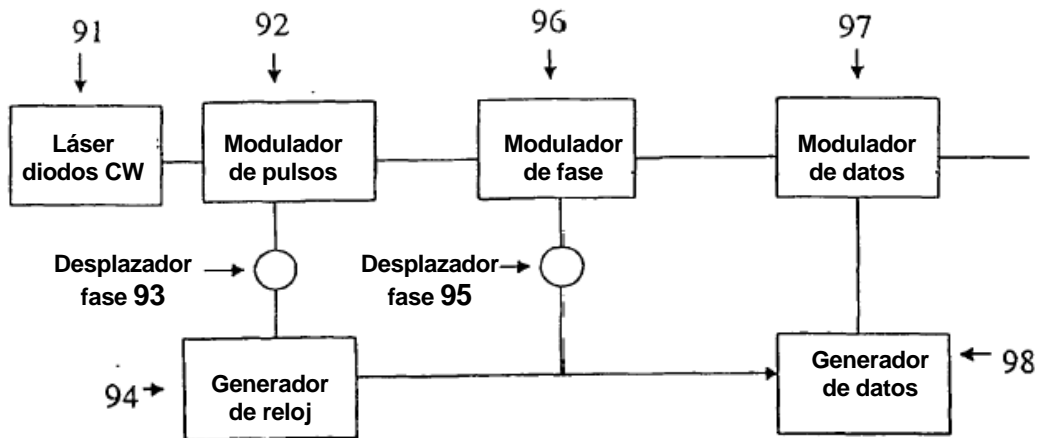 91
92
96
97
Láser
diodos CW
Modulador
de pulsos
Modulador
de fase
Modulador
de datos
Desplazador
fase 93
Desplazador
fase 95
94
Generador
de reloj
Generador
de datos
98